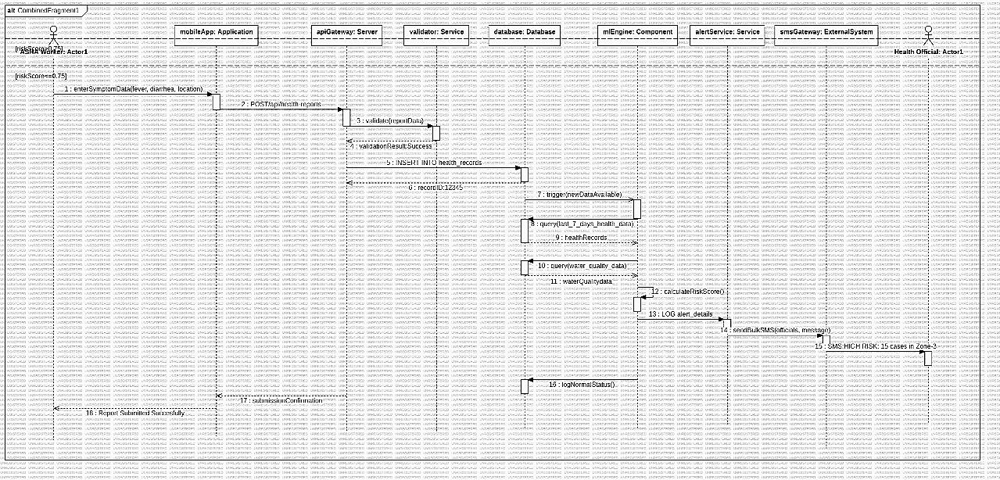 alt CombinedFragment1
mobileApp: Application
apiGateway: Server
validator: Service
database: Database
mlEngine: Component
alertService: Service
smsGateway: ExternalSystem
ASHA Worker: Actor1
Health Official: Actor1
[riskScore<=0.75]
1 : enterSymptomData(fever, diarrhea, location)
2 : POST/api/health-reports
3 : validate(reportData)
4 : validationResult:Success
5 : INSERT INTO health_records
6 : recordID:12345
7 : trigger(newDataAvailable)
8 : query(last_7_days_health_data)
9 : healthRecords
10 : query(water_quality_data)
11 : waterQualitydata
12 : calculateRiskScore()
13 : LOG alert_details
14 : sendBulkSMS(officials, message)
15 : SMS HIGH RISK: 15 cases in Zone-3
16 : logNormalStatus()
17 : submissionConfirmation
18 : Report Submitted Succesfully
UNREGISTERED